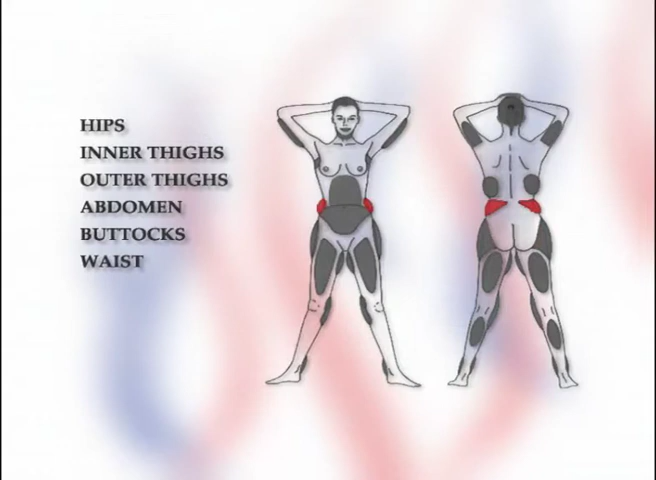 HIPS
INNER THIGHS
OUTER THIGHS
ABDOMEN
BUTTOCKS
WAIST